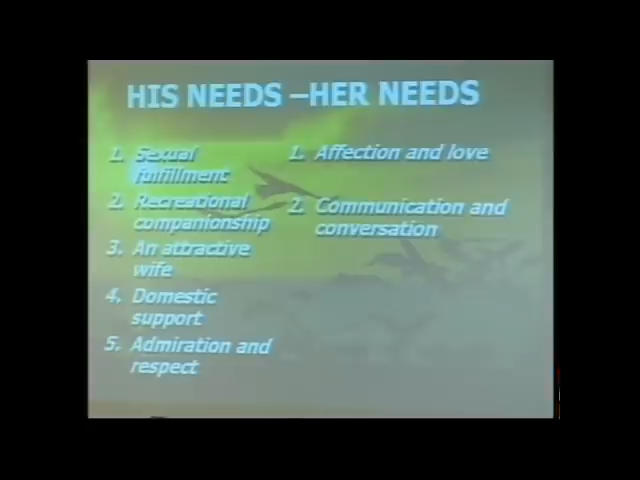 HIS NEEDS –HER NEEDS
1. Sexual
fulfillment
2. Recreational
companionship
3. An attractive
wife
4. Domestic
support
5. Admiration and
respect
1. Affection and love
2. Communication and
conversation